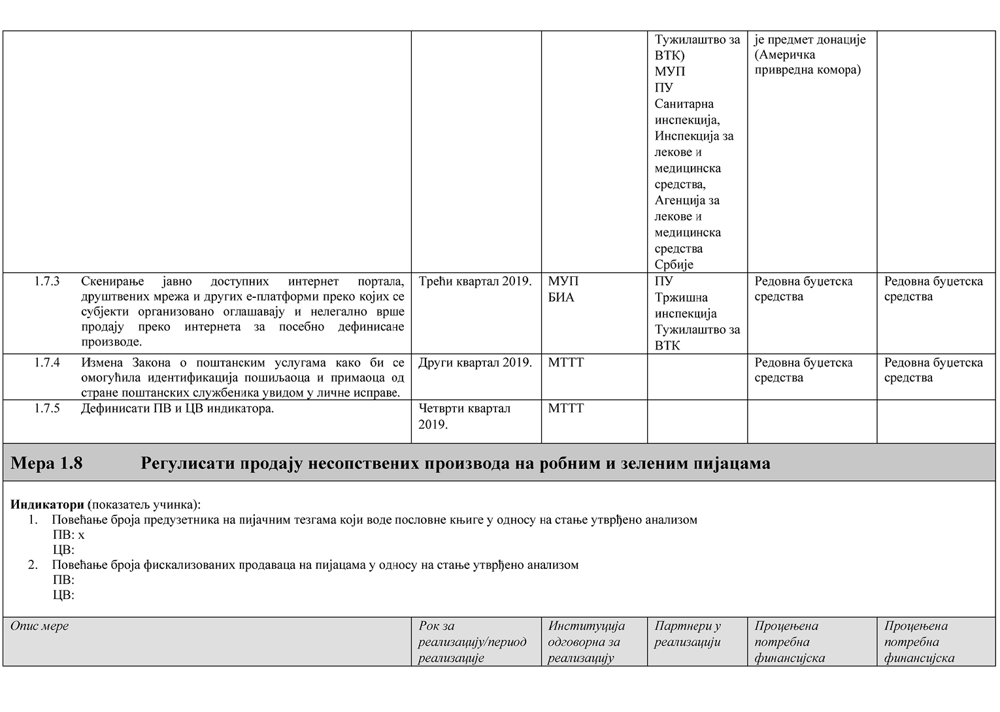 Тужилаштво за
ВТК)
МУП
ПУ
Санитарна
инспекција,
Инспекција за
лекове и
медицинска
средства,
Агенција за
лекове и
медицинска
средства
Србије
је предмет донације
(Америчка
привредна комора)
1.7.3 Скенирање јавно доступних интернет портала,
друштвених мрежа и других е-платформи преко којих се
субјекти организовано оглашавају и нелегално врше
продају преко интернета за посебно дефинисане
производе.
Трећи квартал 2019.
МУП
БИА
ПУ
Тржишна
инспекција
Тужилаштво за
ВТК
Редовна буџетска
средства
Редовна буџетска
средства
1.7.4 Измена Закона о поштанским услугама како би се
омогућила идентификација пошиљаоца и примаоца од
стране поштанских службеника увидом у личне исправе.
Други квартал 2019.
МТТТ
Редовна буџетска
средства
Редовна буџетска
средства
1.7.5 Дефинисати ПВ и ЦВ индикатора.
Четврти квартал
2019.
МТТТ
Мера 1.8 Регулисати продају несопствених производа на робним и зеленим пијацама
Индикатори (показатељ учинка):
1. Повећање броја предузетника на пијачним тезгама који воде пословне књиге у односу на стање утврђено анализом
ПВ: x
ЦВ:
2. Повећање броја фискализованих продаваца на пијацама у односу на стање утврђено анализом
ПВ:
ЦВ:
Опис мере
Рок за
реализацију/период
реализације
Институција
одговорна за
реализацију
Партнери у
реализацији
Процењена
потребна
финансијска
Процењена
потребна
финансијска